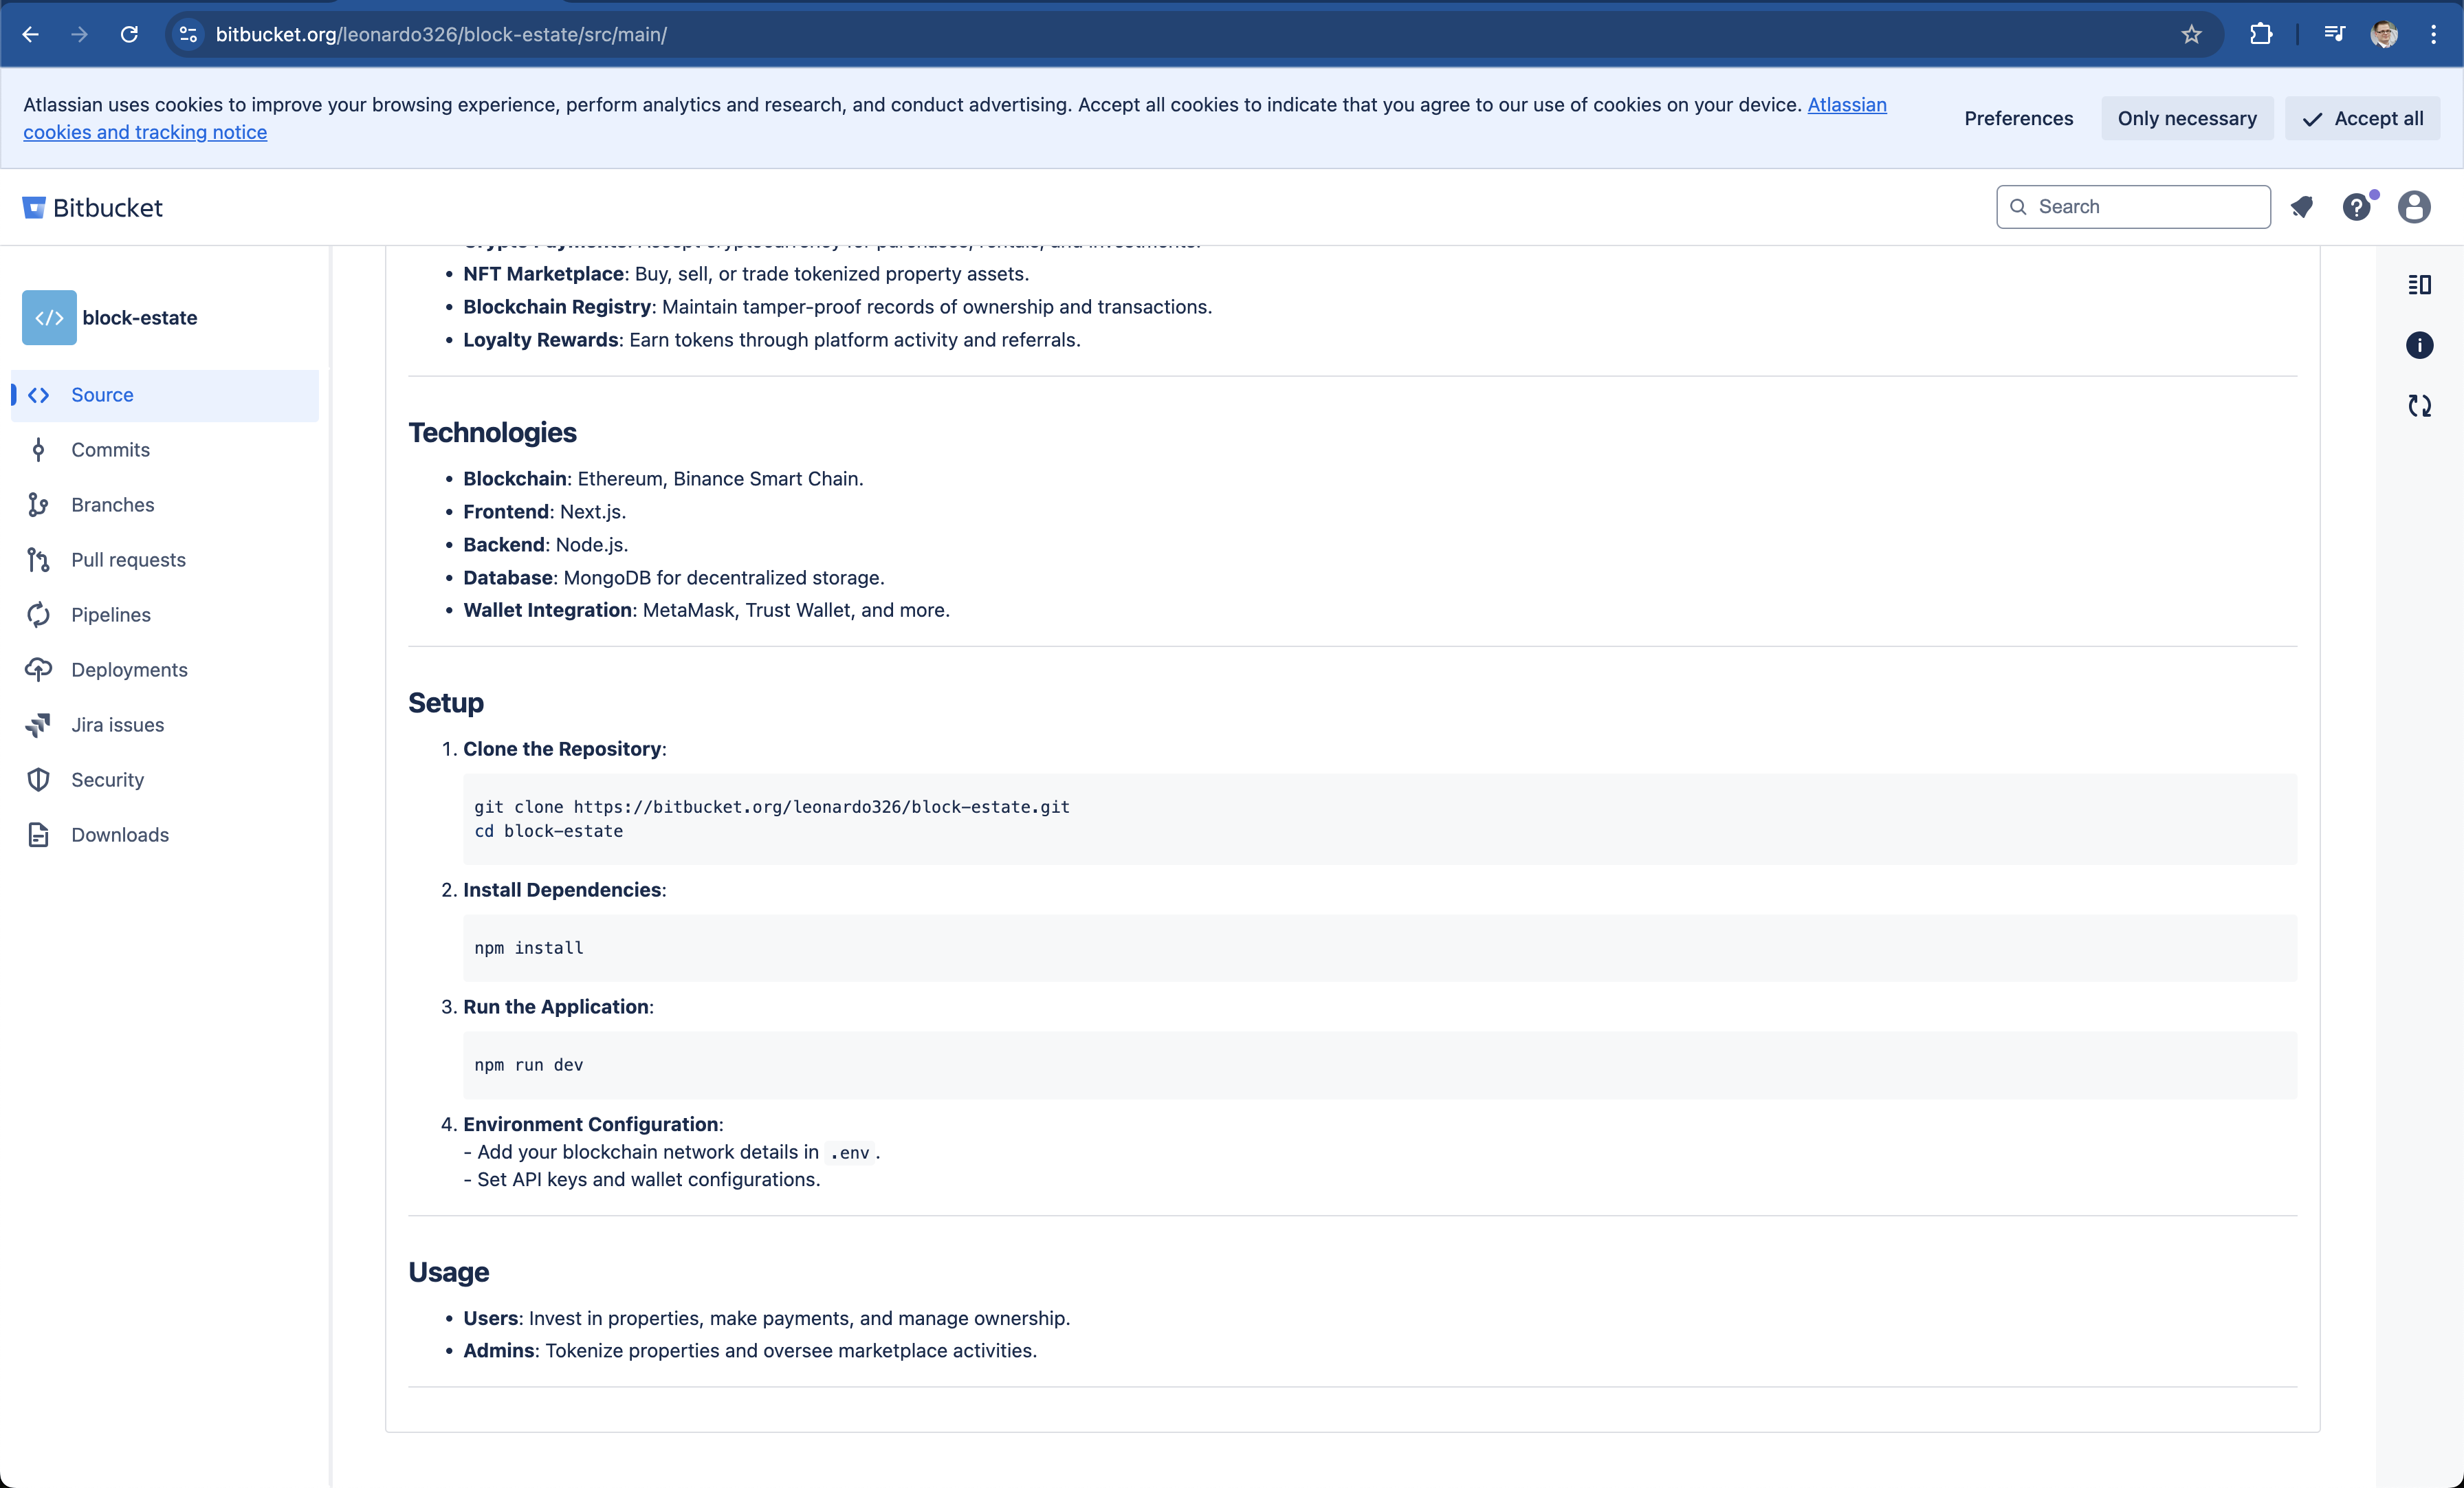 bitbucket.org/leonardo326/block-estate/src/main/
Atlassian uses cookies to improve your browsing experience, perform analytics and research, and conduct advertising. Accept all cookies to indicate that you agree to our use of cookies on your device. Atlassian
cookies and tracking notice
Preferences
Only necessary
Accept all
Bitbucket
Search
block-estate
Source
Commits
Branches
Pull requests
Pipelines
Deployments
Jira issues
Security
Downloads
Crypto Payments: Accept cryptocurrency for purchases, rentals, and investments.
• NFT Marketplace: Buy, sell, or trade tokenized property assets.
• Blockchain Registry: Maintain tamper-proof records of ownership and transactions.
• Loyalty Rewards: Earn tokens through platform activity and referrals.
Technologies
• Blockchain: Ethereum, Binance Smart Chain.
• Frontend: Next.js.
• Backend: Node.js.
• Database: MongoDB for decentralized storage.
• Wallet Integration: MetaMask, Trust Wallet, and more.
Setup
1. Clone the Repository:
git clone https://bitbucket.org/leonardo326/block-estate.git
cd block-estate
2. Install Dependencies:
npm install
3. Run the Application:
npm run dev
4. Environment Configuration:
- Add your blockchain network details in .env.
- Set API keys and wallet configurations.
Usage
• Users: Invest in properties, make payments, and manage ownership.
• Admins: Tokenize properties and oversee marketplace activities.